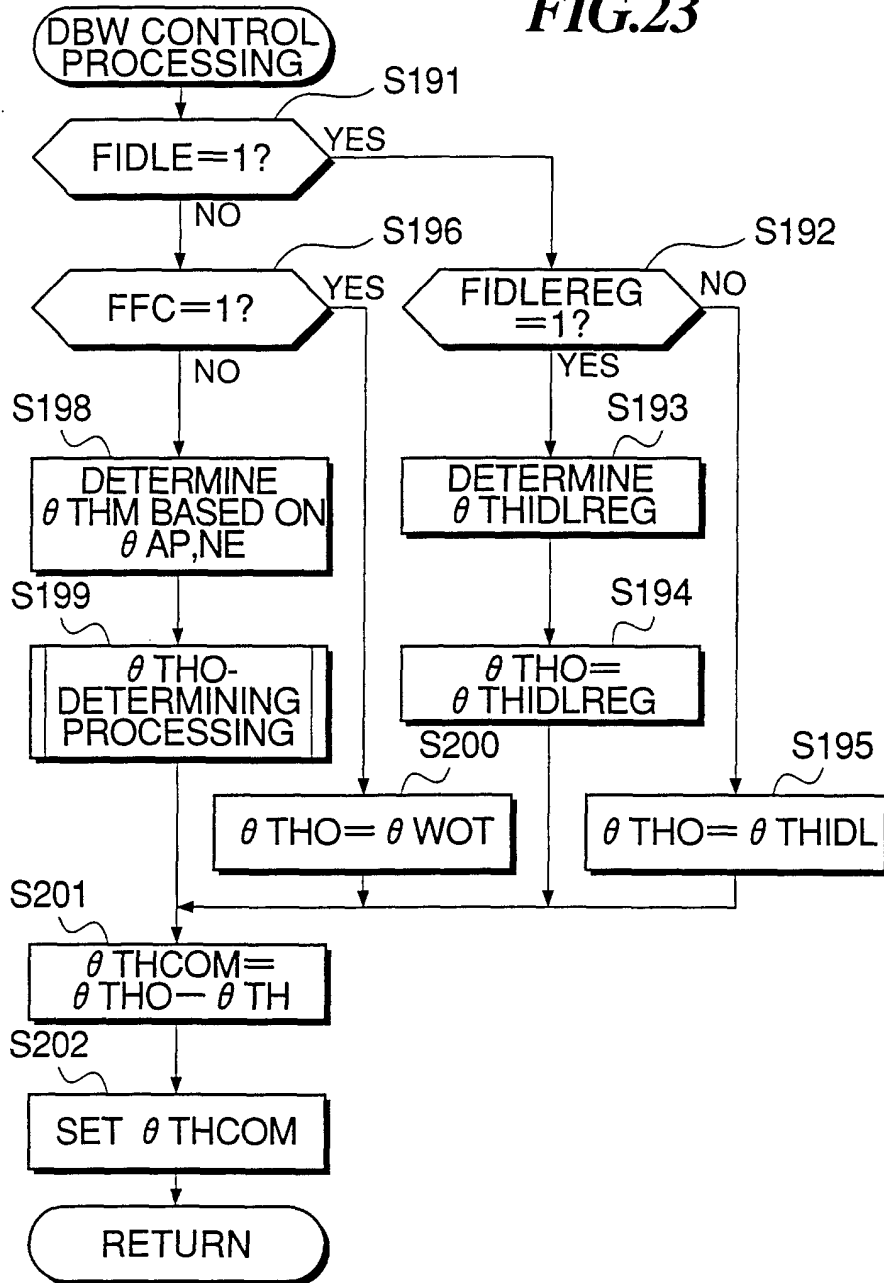 FIG.23
DBW CONTROL
PROCESSING
S191
FIDLE=1?
YES
NO
S196
FFC=1?
YES
NO
S192
FIDLEREG
=1?
NO
YES
S198
DETERMINE
θ THM BASED ON
θ AP,NE
S193
DETERMINE
θ THIDLREG
S199
θ THO-
DETERMINING
PROCESSING
S194
θ THO=
θ THIDLREG
S200
θ THO= θ WOT
S195
θ THO= θ THIDL
S201
θ THCOM=
θ THO− θ TH
S202
SET θ THCOM
RETURN